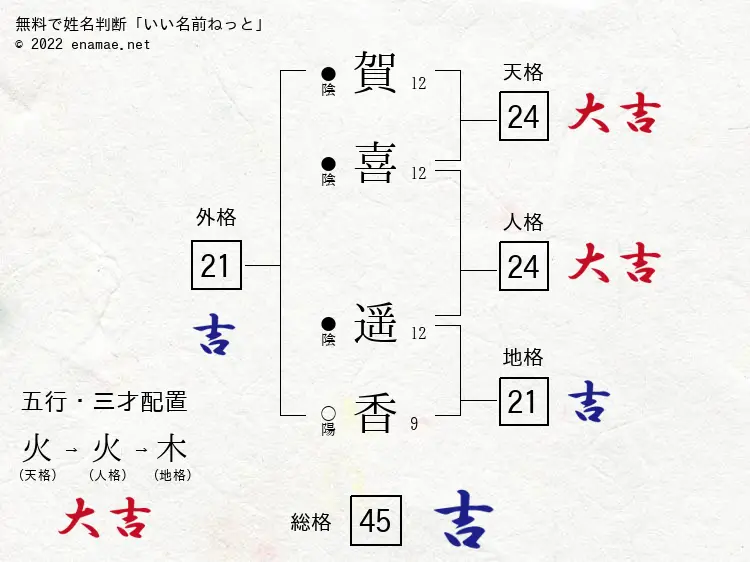 無料で姓名判断「いい名前ねっと」
© 2022 enamae.net
賀 12
●陰
喜 12
●陰
遥 12
●陰
香 9
○陽
天格
24 大吉
人格
24 大吉
地格
21 吉
外格
21
吉
五行・三才配置
火→火→木
(天格) (人格) (地格)
大吉
総格 45 吉